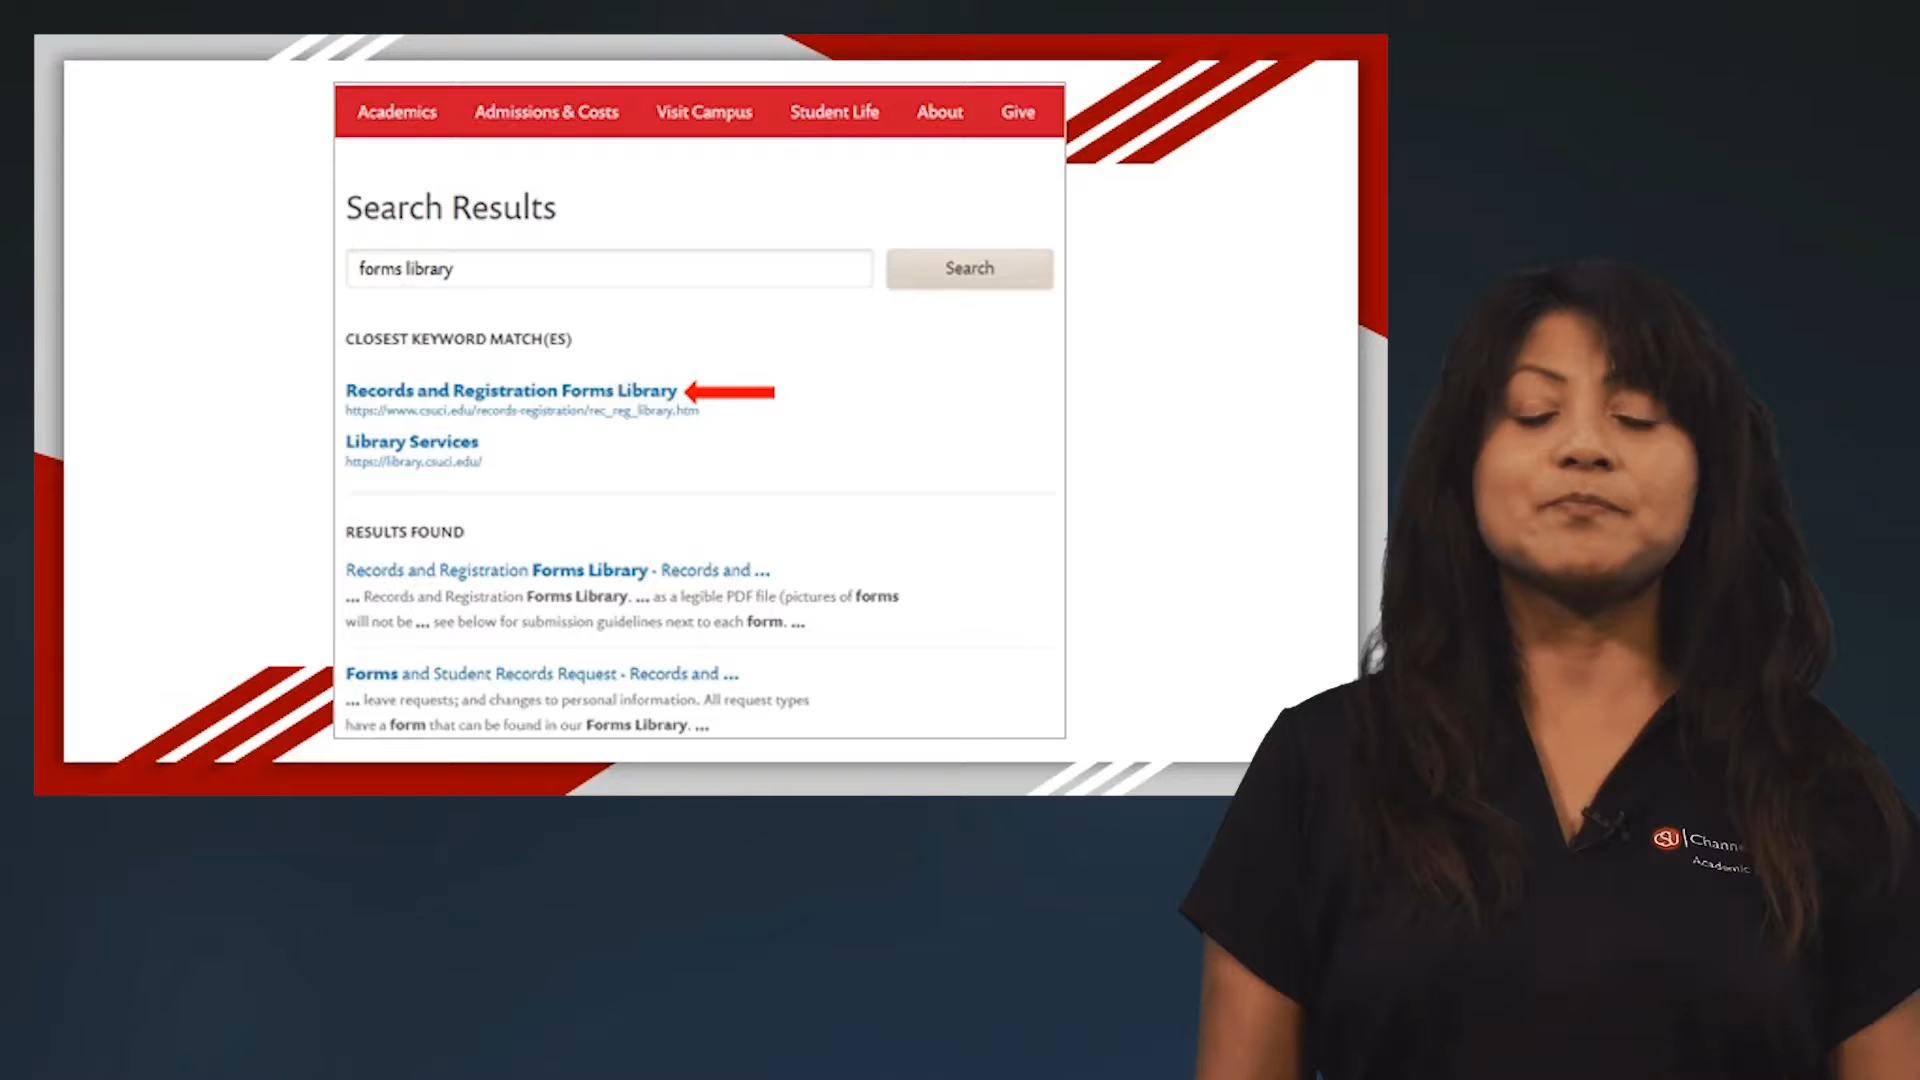 Academics Admissions & Costs Visit Campus Student Life About Give
Search Results
forms library Search
CLOSEST KEYWORD MATCH(ES)
Records and Registration Forms Library
https://www.csuci.edu/records-registration/rec_reg_library.htm
Library Services
https://library.csuci.edu/
RESULTS FOUND
Records and Registration Forms Library - Records and ...
... Records and Registration Forms Library. ... as a legible PDF file (pictures of forms
will not be ... see below for submission guidelines next to each form. ...
Forms and Student Records Request - Records and ...
... leave requests; and changes to personal information. All request types
have a form that can be found in our Forms Library. ...
CSU Channe
Academic